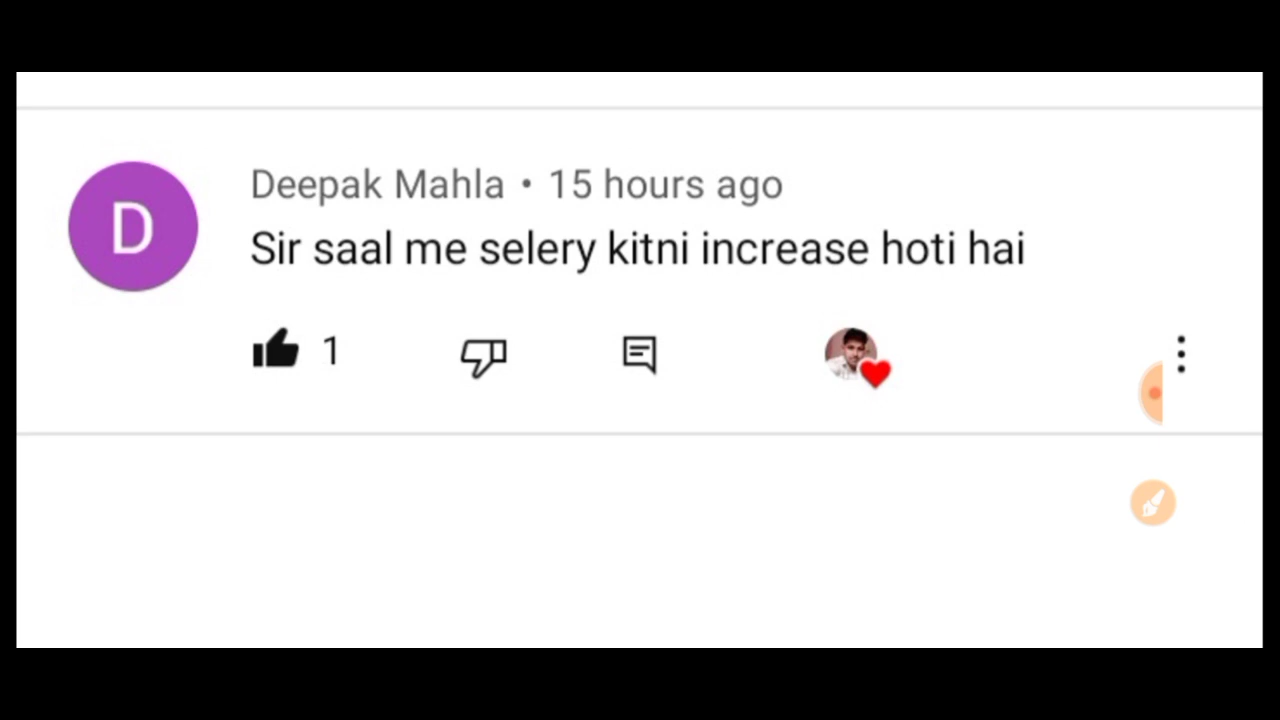 D
Deepak Mahla • 15 hours ago
Sir saal me selery kitni increase hoti hai
1